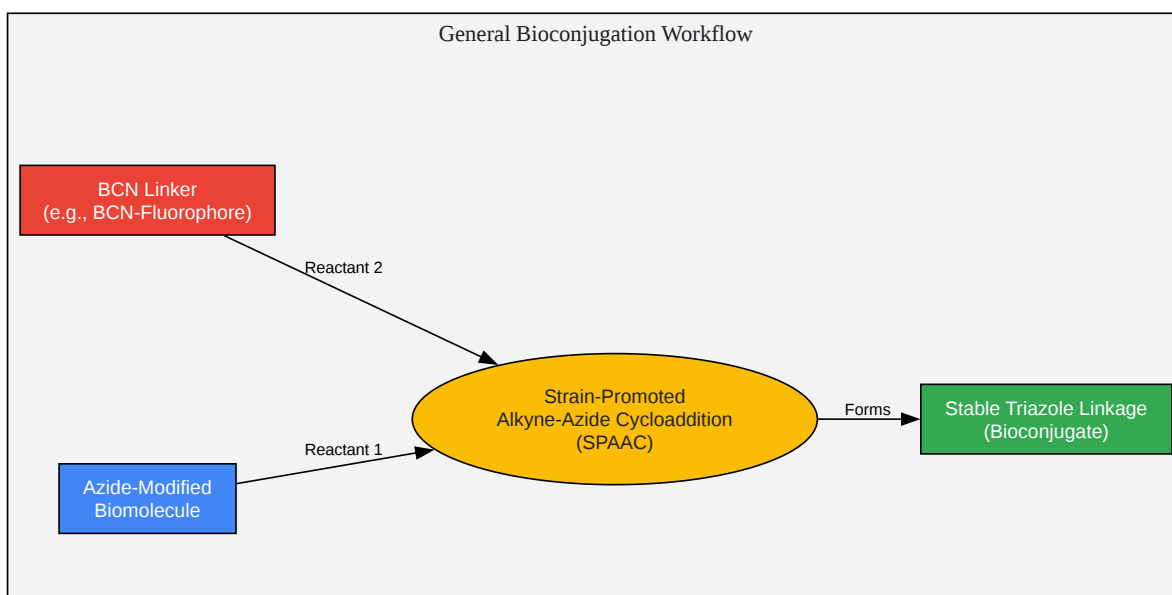 General Bioconjugation Workflow
BCN Linker
(e.g., BCN-Fluorophore)
Reactant 2
Strain-Promoted
Alkyne-Azide Cycloaddition
(SPAAC)
Forms
Stable Triazole Linkage
(Bioconjugate)
Reactant 1
Azide-Modified
Biomolecule